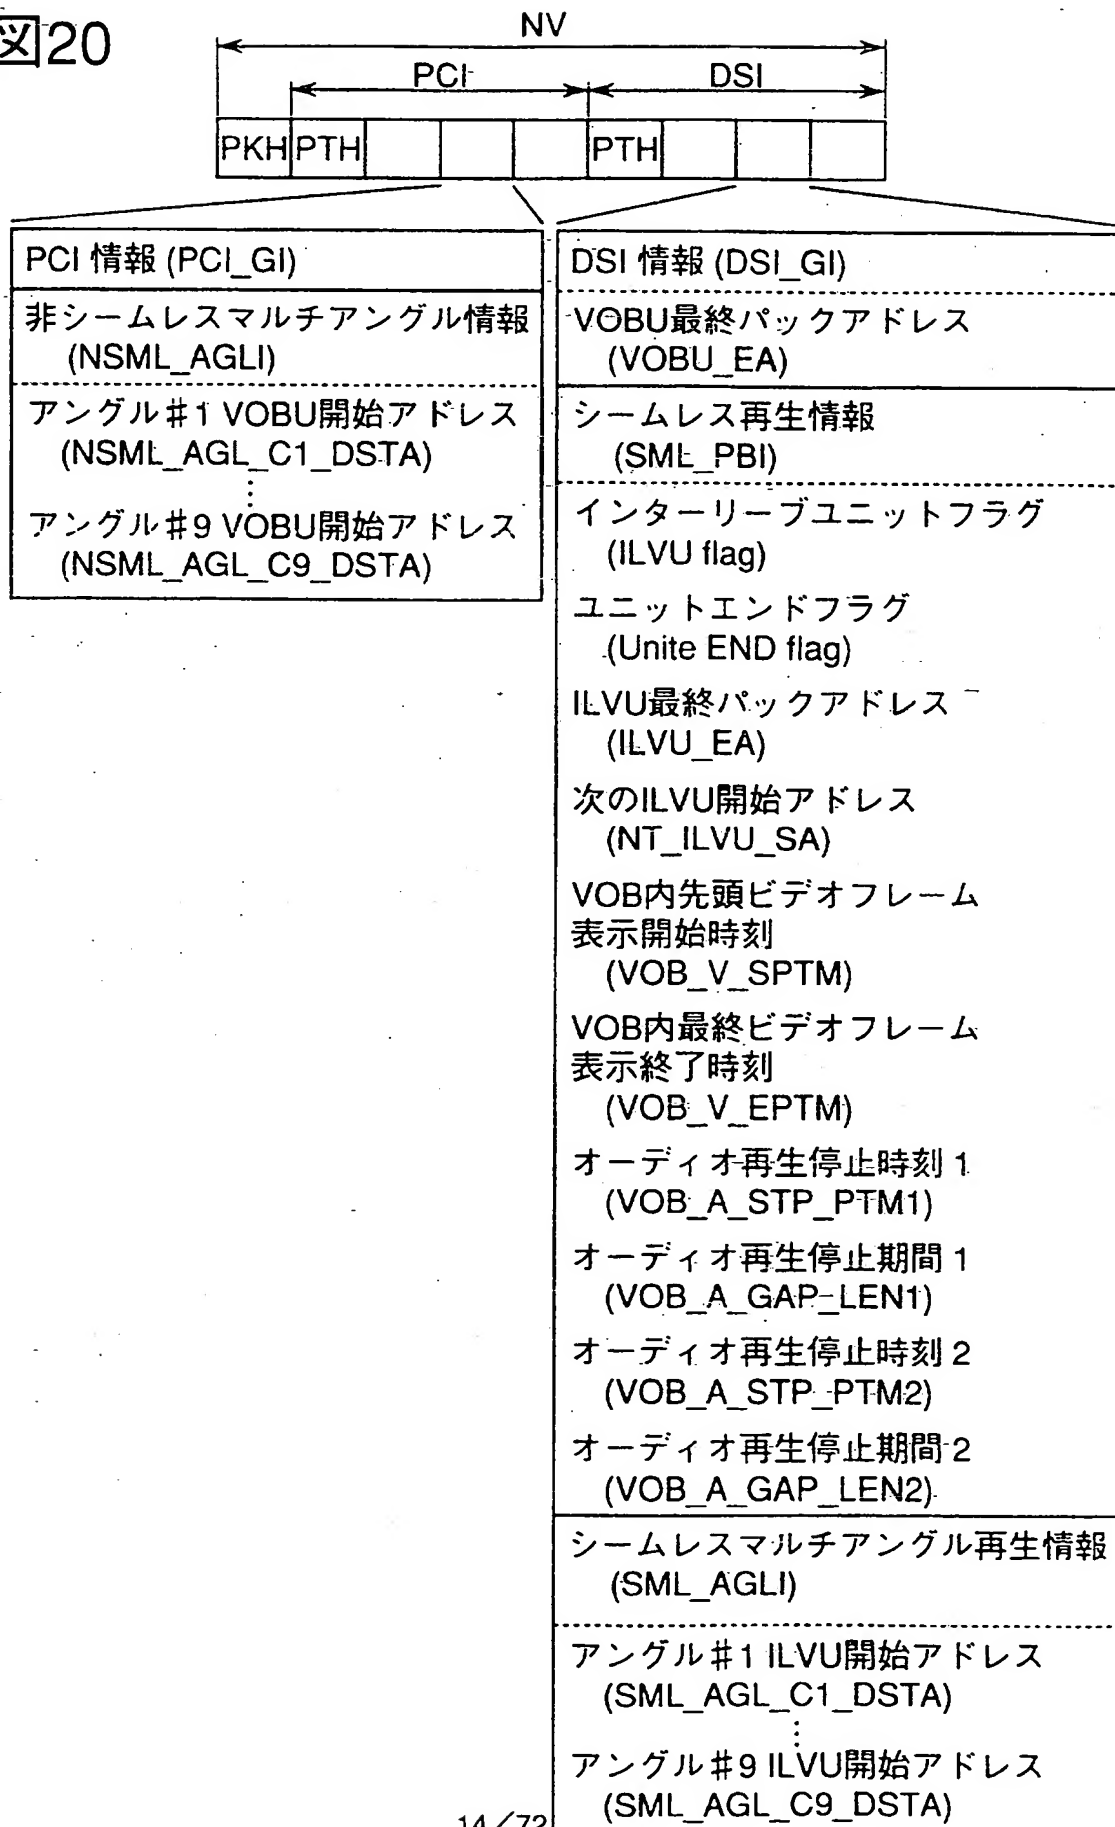 図20
NV
PCI
DSI
PKH PTH PTH
PCI 情報 (PCI_GI)
非シームレスマルチアングル情報
(NSML_AGLI)
アングル♯1 VOBU開始アドレス
(NSML_AGL_C1_DSTA)
⋮
アングル♯9 VOBU開始アドレス
(NSML_AGL_C9_DSTA)
DSI 情報 (DSI_GI)
VOBU最終パックアドレス
(VOBU_EA)
シームレス再生情報
(SML_PBI)
インターリーブユニットフラグ
(ILVU flag)
ユニットエンドフラグ
(Unite END flag)
ILVU最終パックアドレス
(ILVU_EA)
次のILVU開始アドレス
(NT_ILVU_SA)
VOB内先頭ビデオフレーム
表示開始時刻
(VOB_V_SPTM)
VOB内最終ビデオフレーム
表示終了時刻
(VOB_V_EPTM)
オーディオ再生停止時刻 1
(VOB_A_STP_PTM1)
オーディオ再生停止期間 1
(VOB_A_GAP_LEN1)
オーディオ再生停止時刻 2
(VOB_A_STP_PTM2)
オーディオ再生停止期間 2
(VOB_A_GAP_LEN2)
シームレスマルチアングル再生情報
(SML_AGLI)
アングル♯1 ILVU開始アドレス
(SML_AGL_C1_DSTA)
⋮
アングル♯9 ILVU開始アドレス
(SML_AGL_C9_DSTA)
14/72